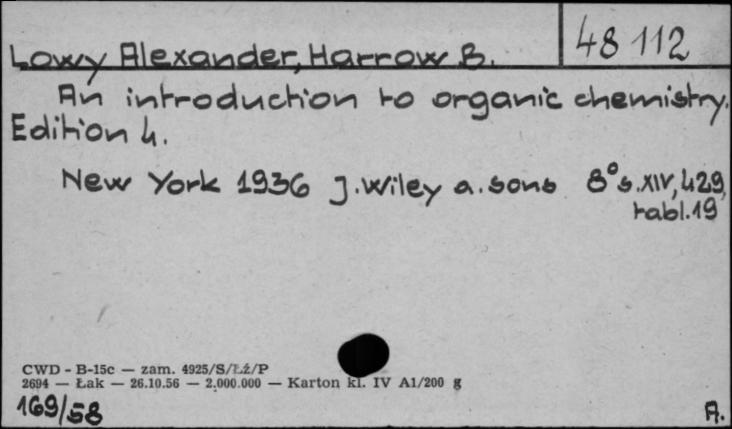 Lowy Alexander, Harrow B.
48 112
An introduction to organic chemistry.
Edition 4.
New York 1936 J. Wiley a. sons 8° s. XIV, 429,
tabl. 19
CWD - B-15c — zam. 4925/S/Łź/P
2694 — Łak — 26.10.56 — 2.000.000 — Karton kl. IV A1/200 g
169/58
A.